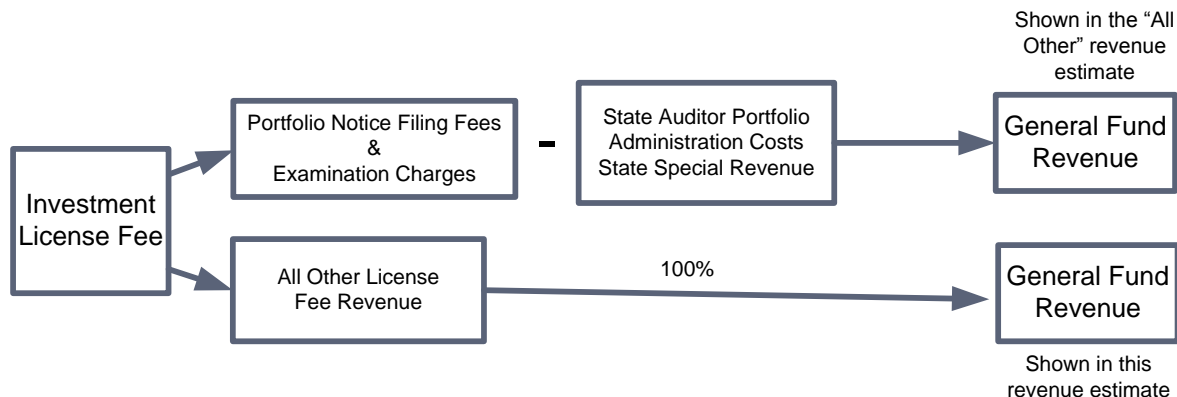 Shown in the “All
Other” revenue
estimate
Portfolio Notice Filing Fees
&
Examination Charges
-
State Auditor Portfolio
Administration Costs
State Special Revenue
General Fund
Revenue
Investment
License Fee
All Other License
Fee Revenue
100%
General Fund
Revenue
Shown in this
revenue estimate